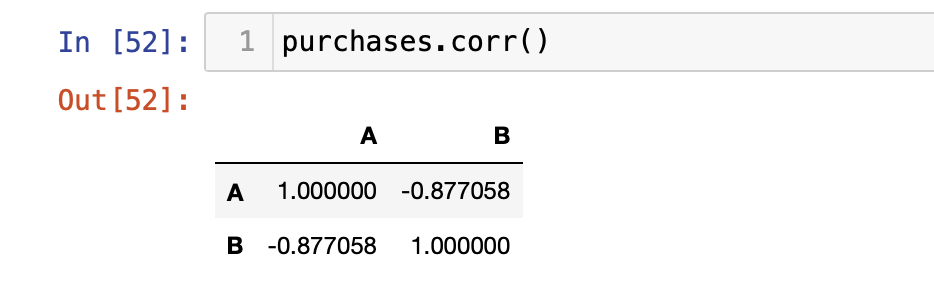 In [52]: 1 purchases.corr()
Out[52]:
A B
A 1.000000 -0.877058
B -0.877058 1.000000